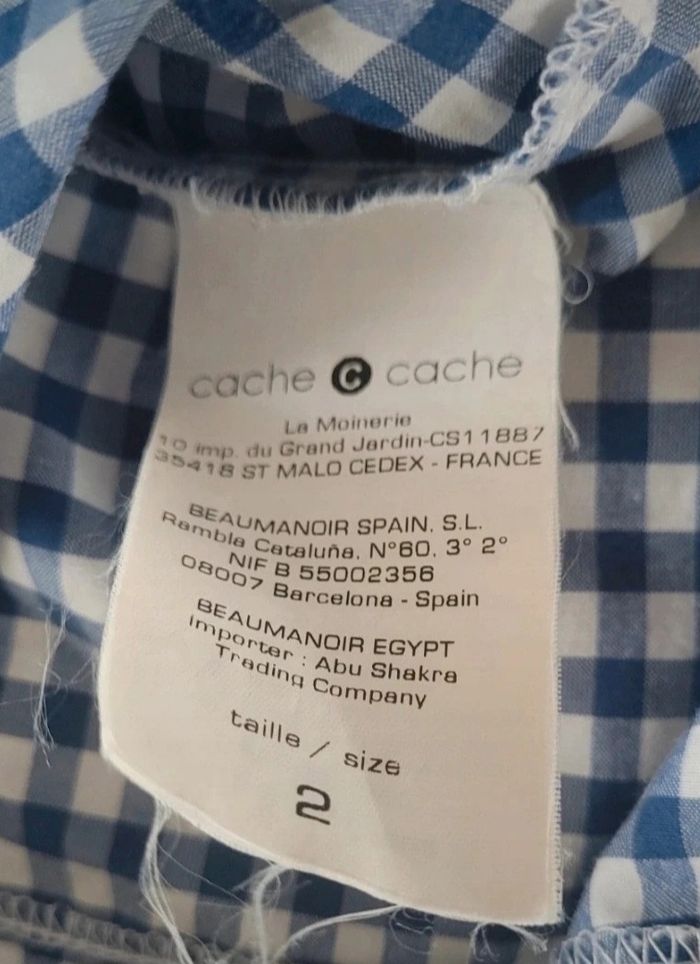 cache C cache
La Moinerie
10 imp. du Grand Jardin-CS11887
35418 ST MALO CEDEX - FRANCE
BEAUMANOIR SPAIN. S.L.
Rambla Cataluña. N°60. 3° 2°
NIF B 55002356
08007 Barcelona - Spain
BEAUMANOIR EGYPT
importer : Abu Shakra
Trading Company
taille / size
2